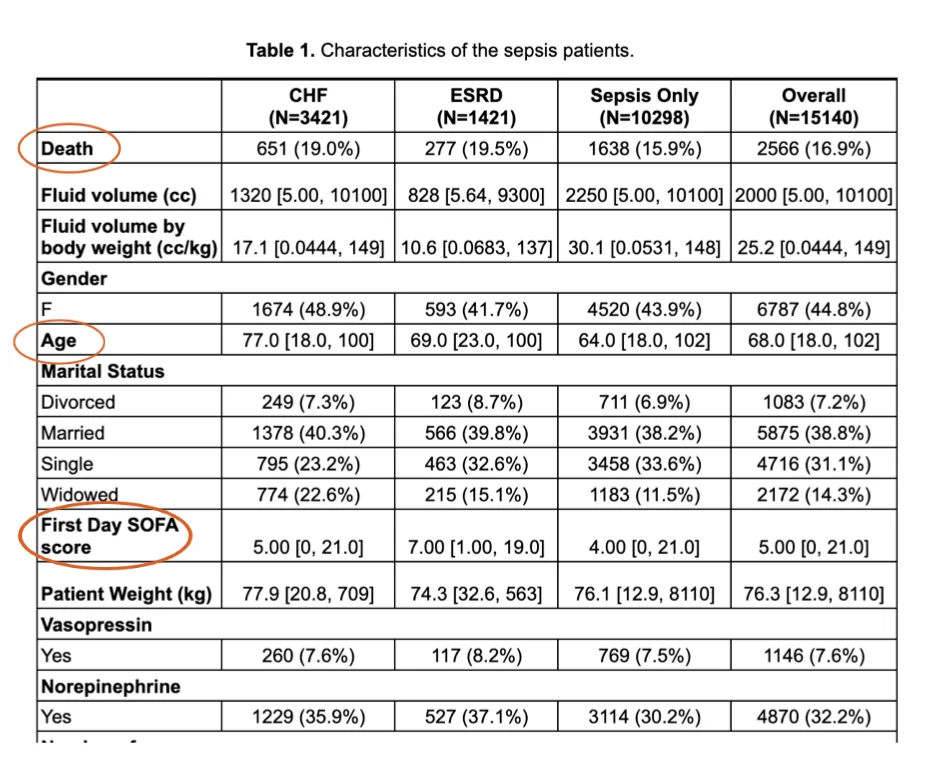 Table 1. Characteristics of the sepsis patients.
CHF (N=3421) ESRD (N=1421) Sepsis Only (N=10298) Overall (N=15140)
Death 651 (19.0%) 277 (19.5%) 1638 (15.9%) 2566 (16.9%)
Fluid volume (cc) 1320 [5.00, 10100] 828 [5.64, 9300] 2250 [5.00, 10100] 2000 [5.00, 10100]
Fluid volume by body weight (cc/kg) 17.1 [0.0444, 149] 10.6 [0.0683, 137] 30.1 [0.0531, 148] 25.2 [0.0444, 149]
Gender
F 1674 (48.9%) 593 (41.7%) 4520 (43.9%) 6787 (44.8%)
Age 77.0 [18.0, 100] 69.0 [23.0, 100] 64.0 [18.0, 102] 68.0 [18.0, 102]
Marital Status
Divorced 249 (7.3%) 123 (8.7%) 711 (6.9%) 1083 (7.2%)
Married 1378 (40.3%) 566 (39.8%) 3931 (38.2%) 5875 (38.8%)
Single 795 (23.2%) 463 (32.6%) 3458 (33.6%) 4716 (31.1%)
Widowed 774 (22.6%) 215 (15.1%) 1183 (11.5%) 2172 (14.3%)
First Day SOFA score 5.00 [0, 21.0] 7.00 [1.00, 19.0] 4.00 [0, 21.0] 5.00 [0, 21.0]
Patient Weight (kg) 77.9 [20.8, 709] 74.3 [32.6, 563] 76.1 [12.9, 8110] 76.3 [12.9, 8110]
Vasopressin
Yes 260 (7.6%) 117 (8.2%) 769 (7.5%) 1146 (7.6%)
Norepinephrine
Yes 1229 (35.9%) 527 (37.1%) 3114 (30.2%) 4870 (32.2%)